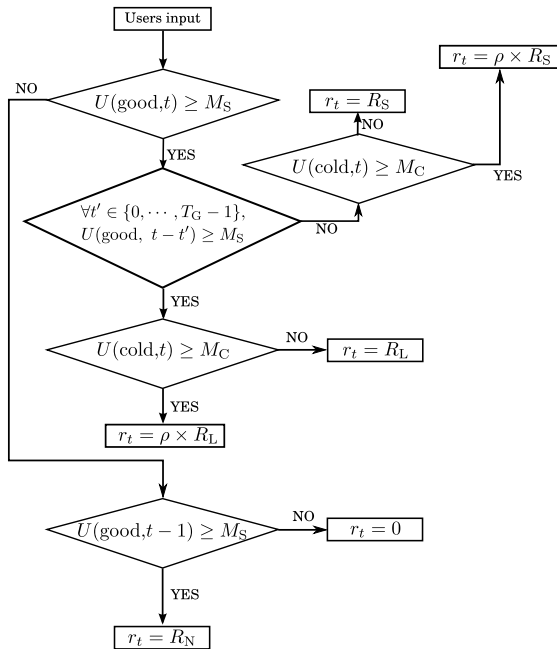 Users input
r_t = ρ × R_S
NO
U(good,t) ≥ M_S
r_t = R_S
NO
YES
U(cold,t) ≥ M_C
YES
∀t′ ∈ {0, ⋯ , T_G − 1},
U(good, t − t′) ≥ M_S
NO
YES
U(cold,t) ≥ M_C
NO
r_t = R_L
YES
r_t = ρ × R_L
U(good,t − 1) ≥ M_S
NO
r_t = 0
YES
r_t = R_N